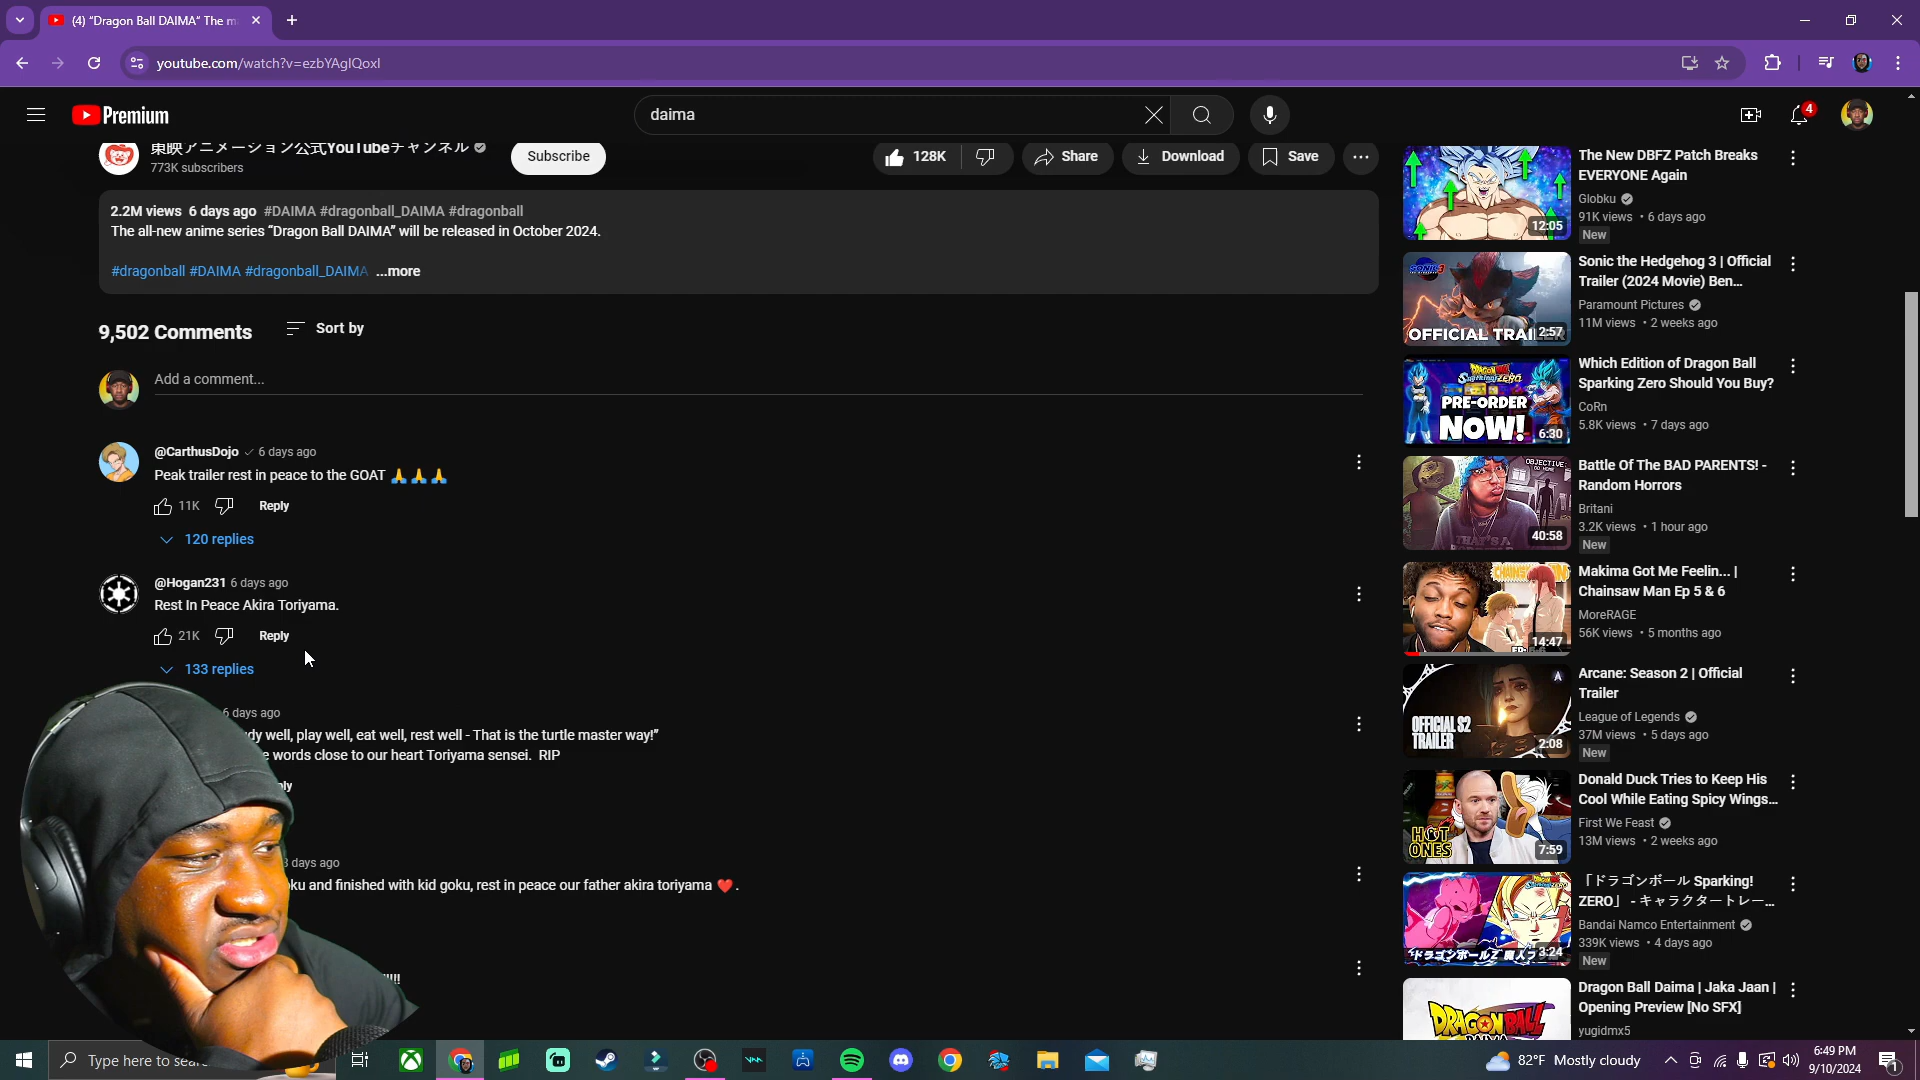 (4) “Dragon Ball DAIMA” The m
youtube.com/watch?v=ezbYAglQoxI
Premium
daima
4
東映アニメーション公式YouTubeチャンネル
773K subscribers
Subscribe
128K
Share
Download
Save
2.2M views 6 days ago #DAIMA #dragonball_DAIMA #dragonball
The all-new anime series “Dragon Ball DAIMA” will be released in October 2024.
#dragonball #DAIMA #dragonball_DAIMA ...more
9,502 Comments
Sort by
Add a comment...
@CarthusDojo 6 days ago
Peak trailer rest in peace to the GOAT 🙏🙏🙏
11K
Reply
120 replies
@Hogan231 6 days ago
Rest In Peace Akira Toriyama.
21K
Reply
133 replies
6 days ago
well, play well, eat well, rest well - That is the turtle master way!”
words close to our heart Toriyama sensei. RIP
3 days ago
and finished with kid goku, rest in peace our father akira toriyama ❤️.
!!!!
12:05
The New DBFZ Patch Breaks
EVERYONE Again
Globku
91K views • 6 days ago
New
OFFICIAL
2:57
Sonic the Hedgehog 3 | Official
Trailer (2024 Movie) Ben...
Paramount Pictures
11M views • 2 weeks ago
PRE-ORDER
NOW!
6:30
Which Edition of Dragon Ball
Sparking Zero Should You Buy?
CoRn
5.8K views • 7 days ago
OBJECTIVE
40:58
Battle Of The BAD PARENTS! -
Random Horrors
Britani
3.2K views • 1 hour ago
New
14:47
Makima Got Me Feelin... |
Chainsaw Man Ep 5 & 6
MoreRAGE
56K views • 5 months ago
OFFICIAL S2
TRAILER
2:08
Arcane: Season 2 | Official
Trailer
League of Legends
37M views • 5 days ago
New
HOT
ONES
7:59
Donald Duck Tries to Keep His
Cool While Eating Spicy Wings...
First We Feast
13M views • 2 weeks ago
3:24
「ドラゴンボール Sparking!
ZERO」 - キャラクタートレー...
Bandai Namco Entertainment
339K views • 4 days ago
New
DRAGON BALL
Dragon Ball Daima | Jaka Jaan |
Opening Preview [No SFX]
yugidmx5
Type here to
82°F Mostly cloudy
6:49 PM
9/10/2024
1